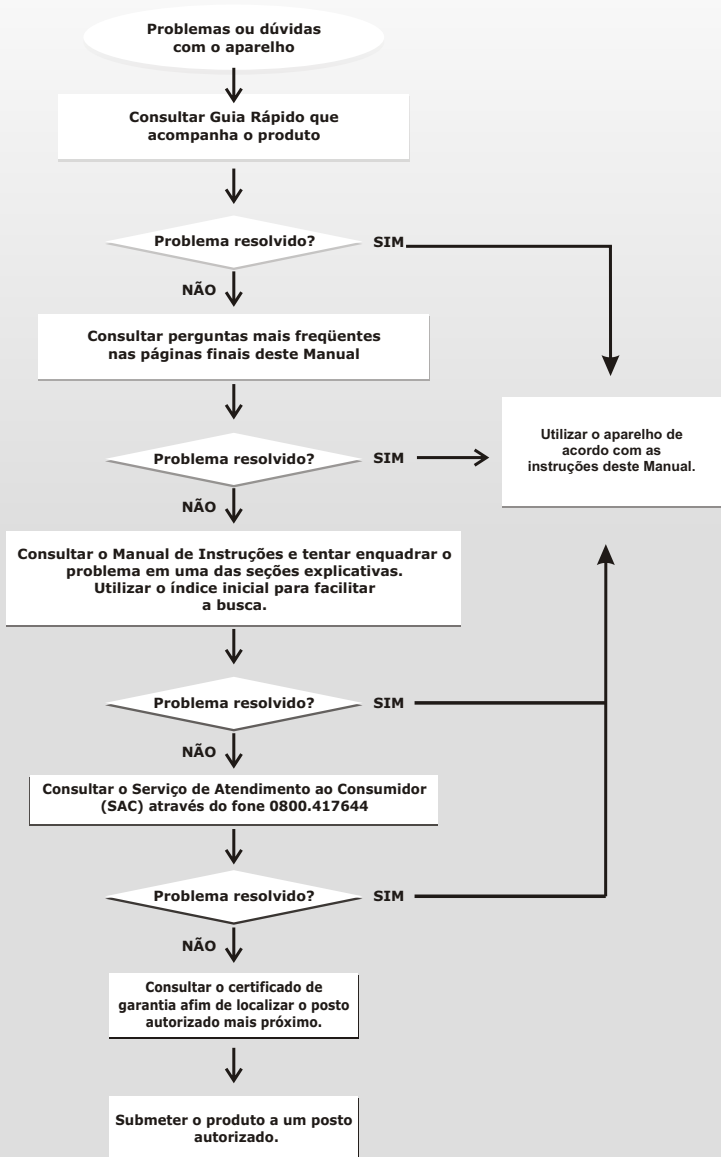 Problemas ou dúvidas
com o aparelho
Consultar Guia Rápido que
acompanha o produto
Problema resolvido?
SIM
NÃO
Consultar perguntas mais freqüentes
nas páginas finais deste Manual
Problema resolvido?
SIM
Utilizar o aparelho de
acordo com as
instruções deste Manual.
NÃO
Consultar o Manual de Instruções e tentar enquadrar o
problema em uma das seções explicativas.
Utilizar o índice inicial para facilitar
a busca.
Problema resolvido?
SIM
NÃO
Consultar o Serviço de Atendimento ao Consumidor
(SAC) através do fone 0800.417644
Problema resolvido?
SIM
NÃO
Consultar o certificado de
garantia afim de localizar o posto
autorizado mais próximo.
Submeter o produto a um posto
autorizado.